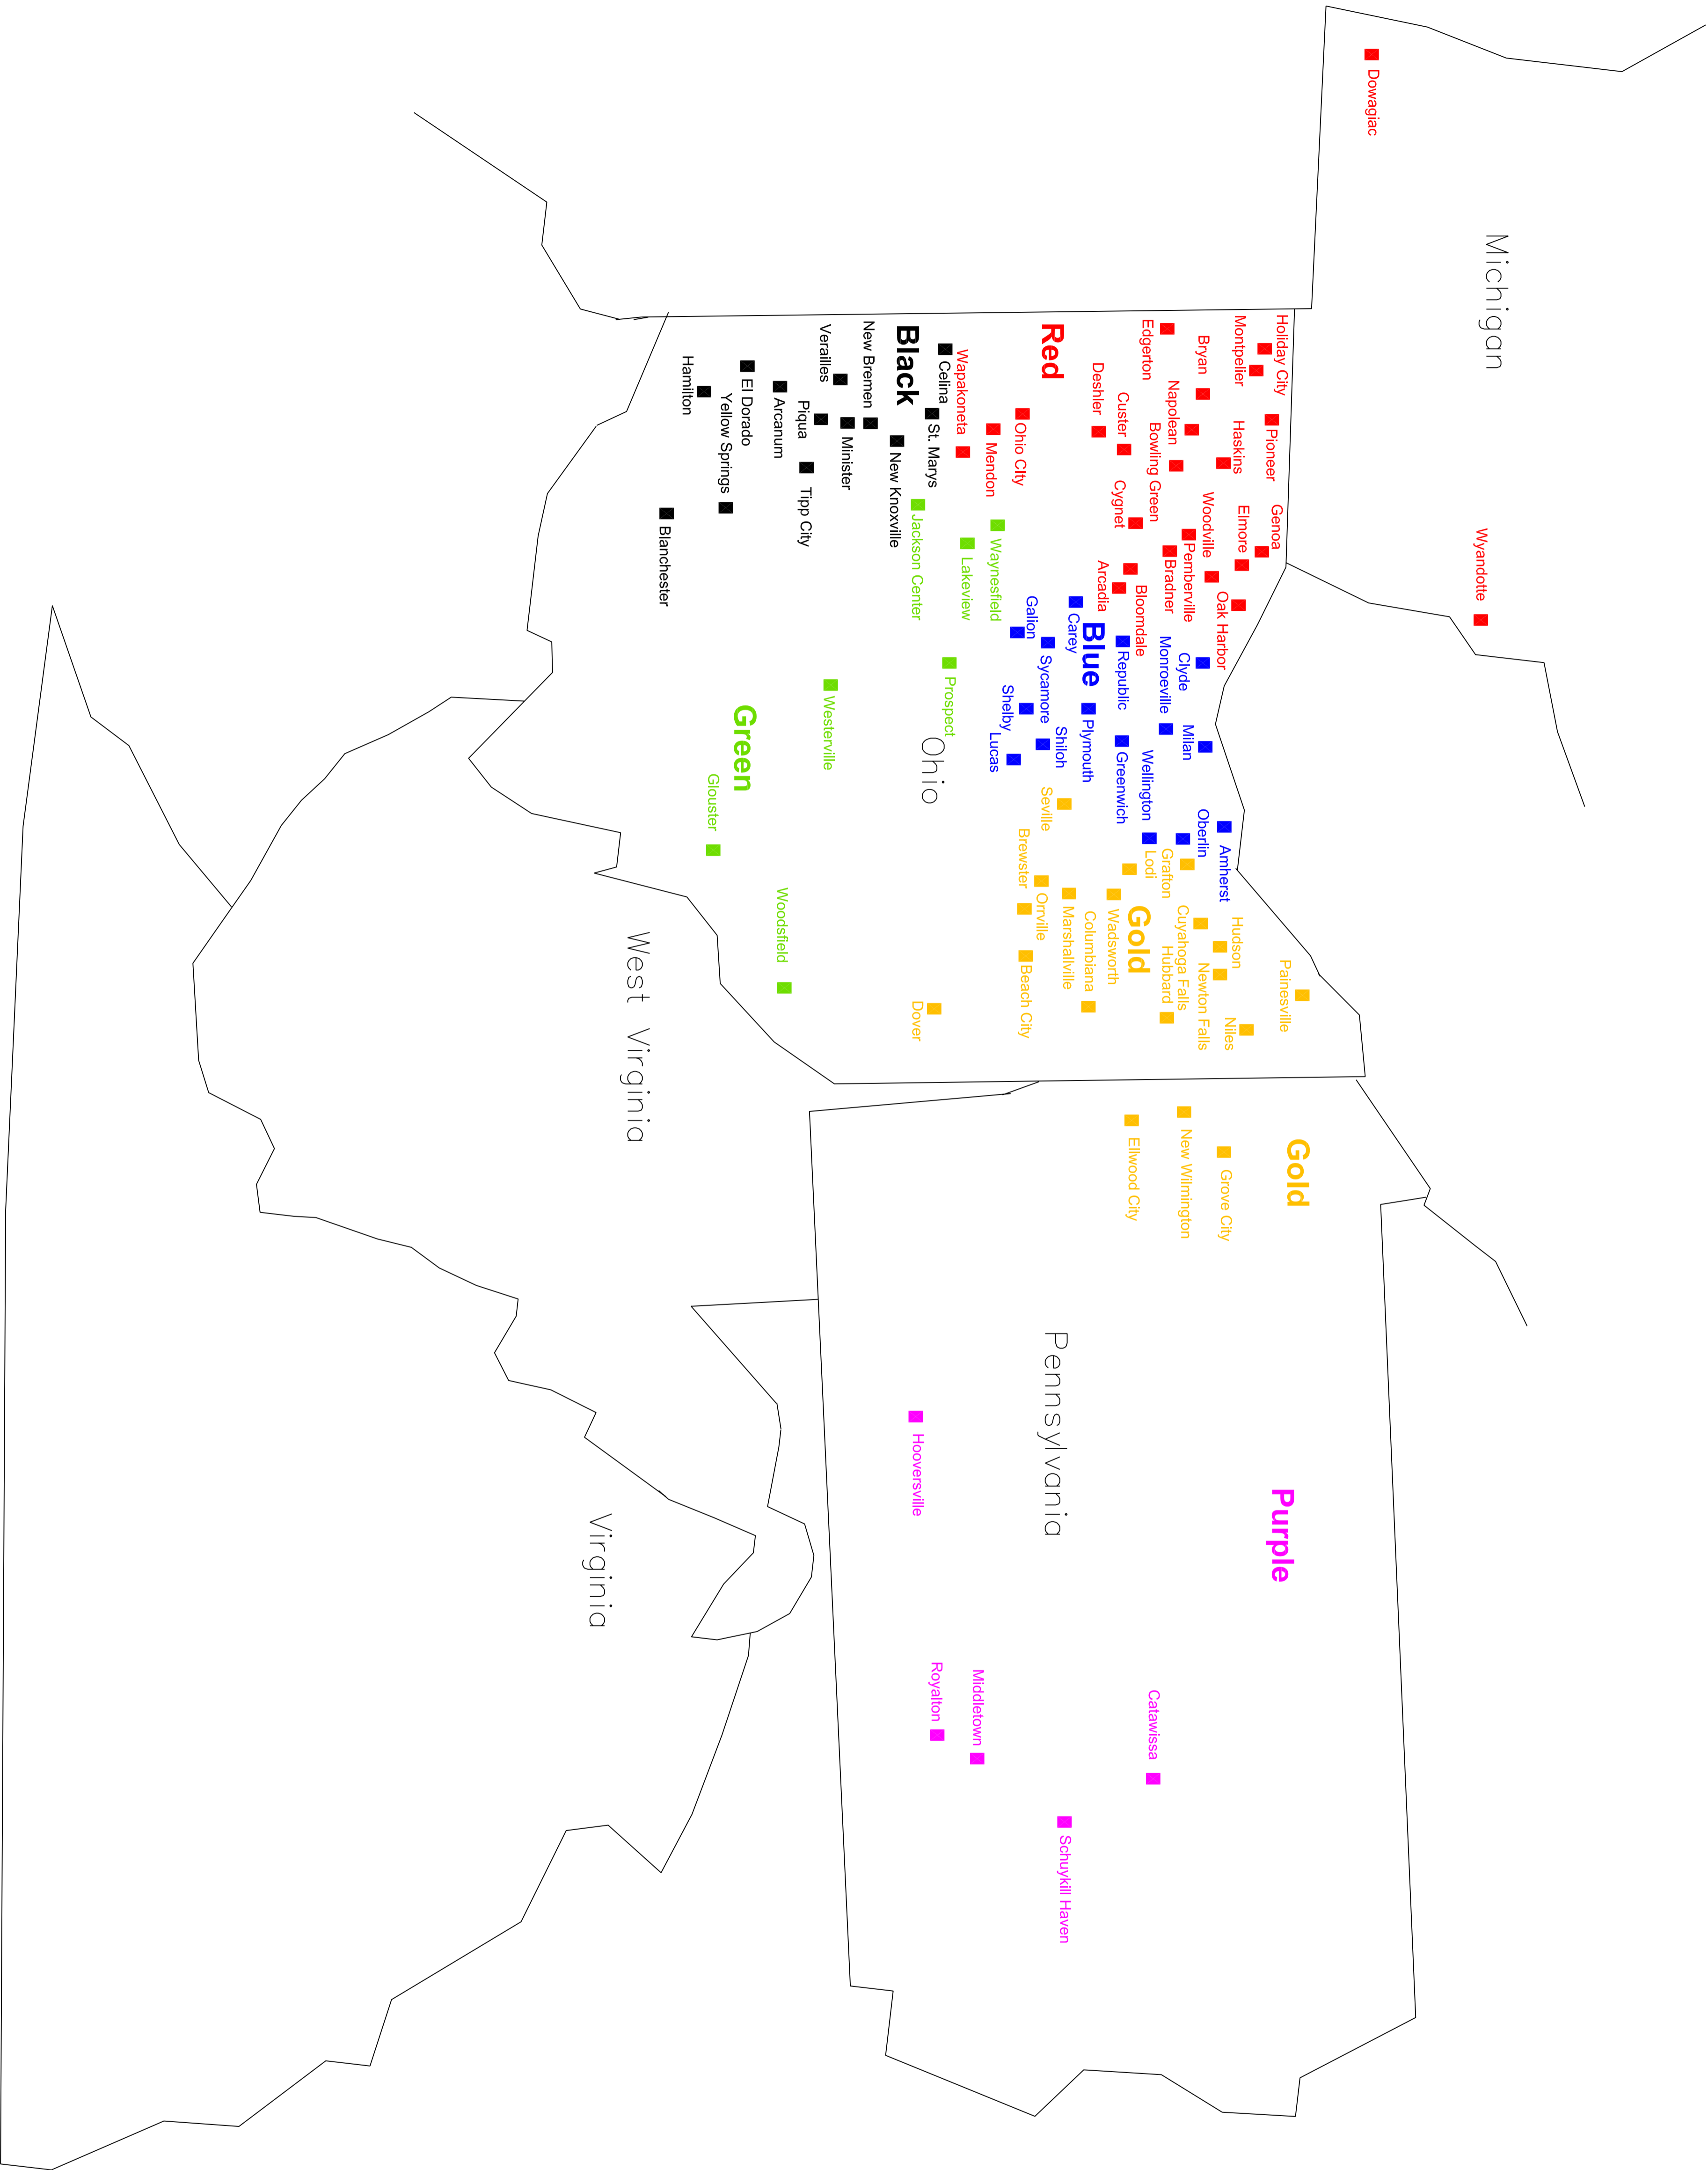 Michigan
Dowagiac
Wyandotte
Holiday City
Montpelier
Pioneer
Bryan
Edgerton
Napolean
Haskins
Bowling Green
Custer
Deshler
Red
Ohio CIty
Mendon
Wapakoneta
Genoa
Elmore
Woodville
Oak Harbor
Pemberville
Bradner
Cygnet
Bloomdale
Arcadia
Black
Celina
St. Marys
New Knoxville
New Bremen
Minister
Verailles
Piqua
Tipp City
Arcanum
El Dorado
Yellow Springs
Hamilton
Blanchester
Waynesfield
Lakeview
Jackson Center
Prospect
Westerville
Green
Glouster
Woodsfield
Blue
Carey
Galion
Sycamore
Republic
Clyde
Monroeville
Milan
Plymouth
Greenwich
Shelby
Shiloh
Lucas
Wellington
Oberlin
Amherst
Ohio
Gold
Seville
Lodi
Grafton
Brewster
Orrville
Marshallville
Wadsworth
Columbiana
Beach City
Dover
Cuyahoga Falls
Hudson
Newton Falls
Hubbard
Niles
Painesville
Gold
Grove City
New Wilmington
Ellwood City
Pennsylvania
Purple
Hooversville
Royalton
Middletown
Catawissa
Schuykill Haven
West Virginia
Virginia